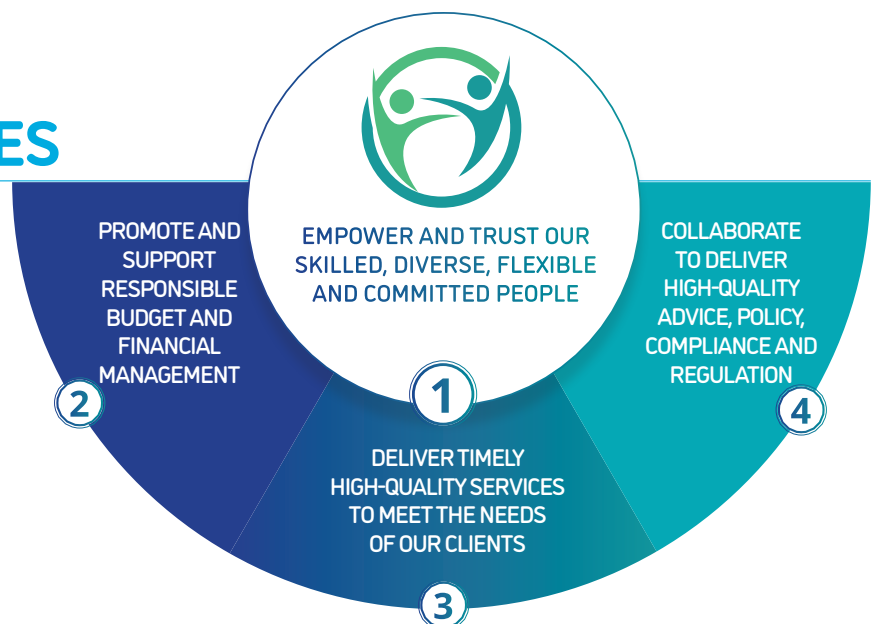 ES
EMPOWER AND TRUST OUR
SKILLED, DIVERSE, FLEXIBLE
AND COMMITTED PEOPLE
1
PROMOTE AND
SUPPORT
RESPONSIBLE
BUDGET AND
FINANCIAL
MANAGEMENT
2
DELIVER TIMELY
HIGH-QUALITY SERVICES
TO MEET THE NEEDS
OF OUR CLIENTS
3
COLLABORATE
TO DELIVER
HIGH-QUALITY
ADVICE, POLICY,
COMPLIANCE AND
REGULATION
4